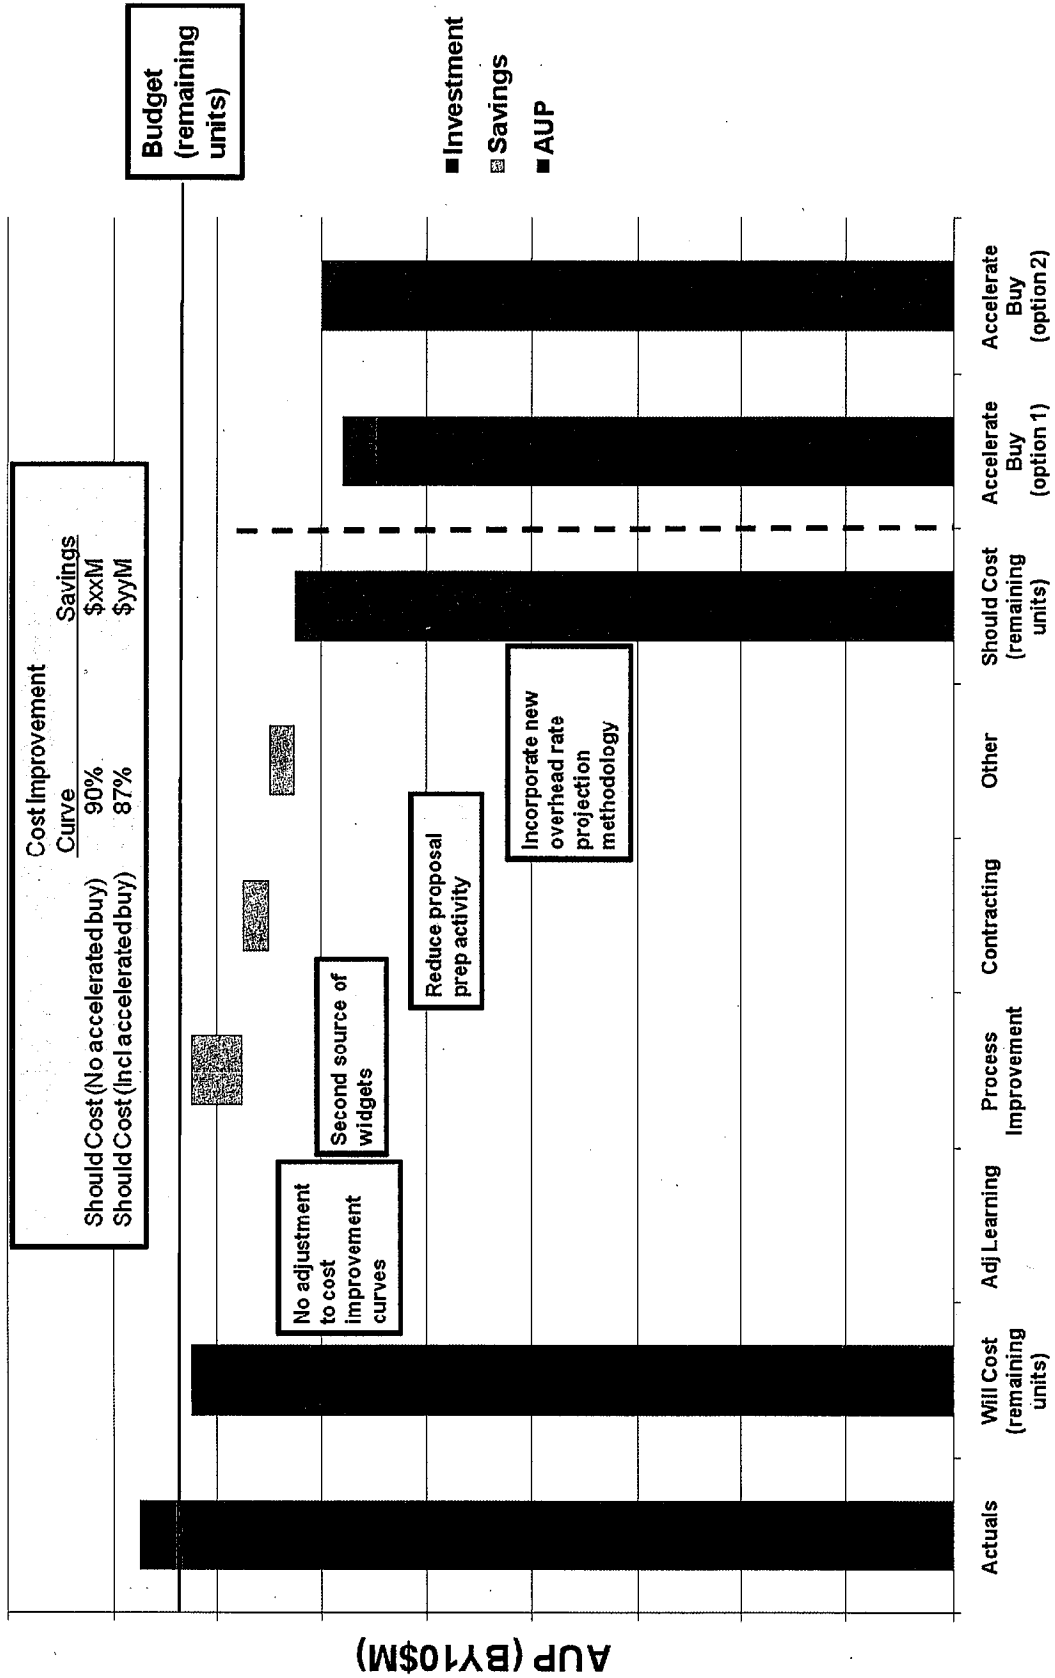 Cost Improvement
Curve Savings
Should Cost (No accelerated buy) 90% $xxM
Should Cost (Incl accelerated buy) 87% $yyM
Budget
(remaining
units)
AUP (BY10$M)
No adjustment
to cost
improvement
curves
Second source of
widgets
Reduce proposal
prep activity
Incorporate new
overhead rate
projection
methodology
Investment
Savings
AUP
Actuals
Will Cost
(remaining
units)
Adj Learning
Process
Improvement
Contracting
Other
Should Cost
(remaining
units)
Accelerate
Buy
(option 1)
Accelerate
Buy
(option 2)